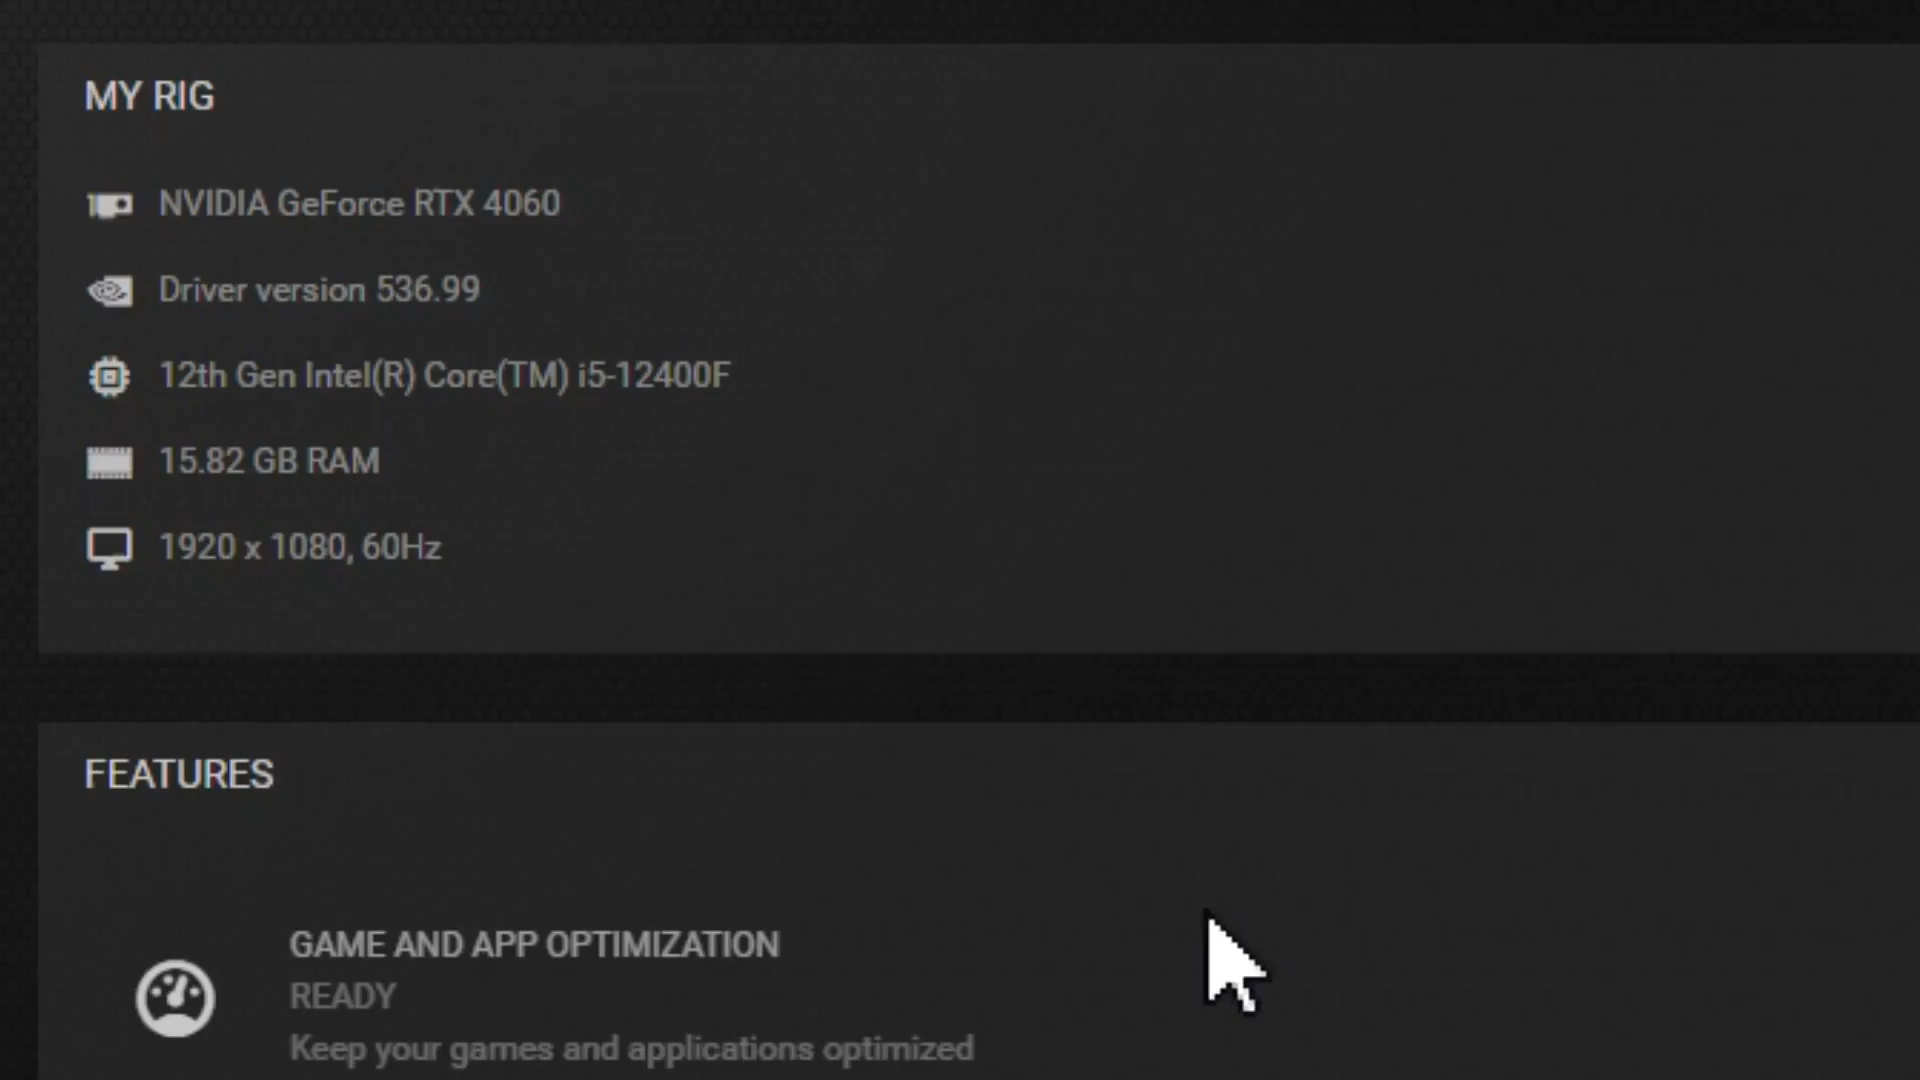 MY RIG
NVIDIA GeForce RTX 4060
Driver version 536.99
12th Gen Intel(R) Core(TM) i5-12400F
15.82 GB RAM
1920 x 1080, 60Hz
FEATURES
GAME AND APP OPTIMIZATION
READY
Keep your games and applications optimized